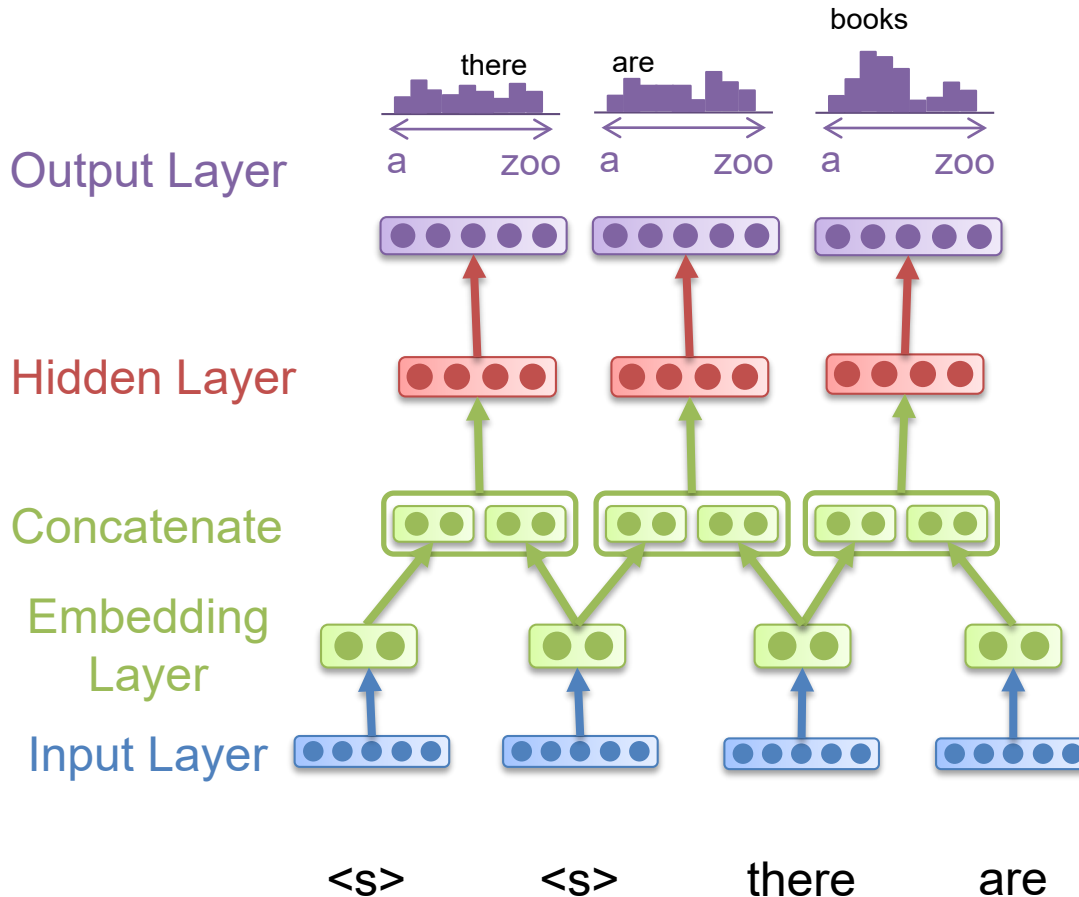 books
there
are
a zoo
a zoo
a zoo
Output Layer
Hidden Layer
Concatenate
Embedding
Layer
Input Layer
<s> <s> there are